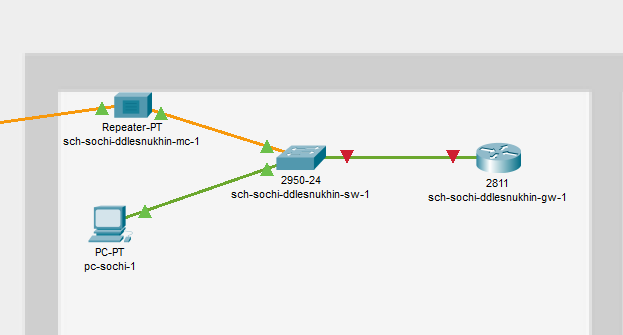 Repeater-PT
sch-sochi-ddlesnukhin-mc-1
2950-24
sch-sochi-ddlesnukhin-sw-1
2811
sch-sochi-ddlesnukhin-gw-1
PC-PT
pc-sochi-1